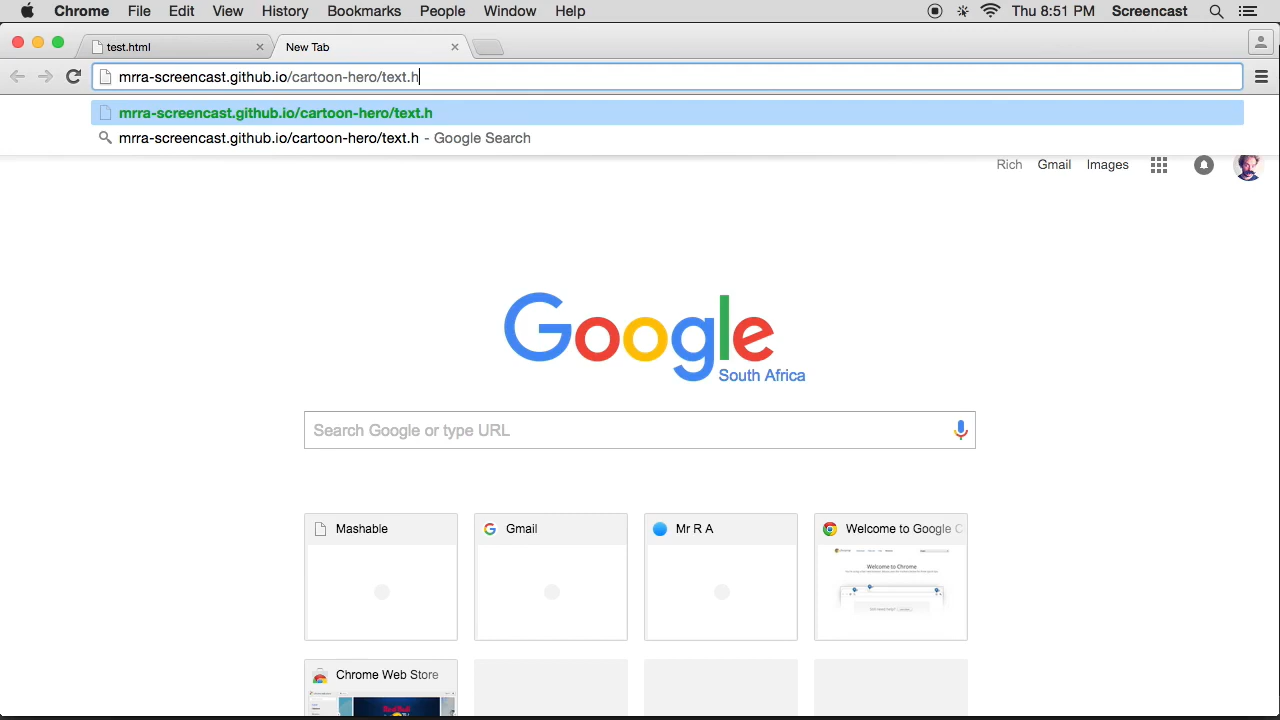 Chrome File Edit View History Bookmarks People Window Help Thu 8:51 PM Screencast
test.html New Tab
mrra-screencast.github.io/cartoon-hero/text.h
mrra-screencast.github.io/cartoon-hero/text.h
mrra-screencast.github.io/cartoon-hero/text.h - Google Search
Rich Gmail Images
Google
South Africa
Search Google or type URL
Mashable Gmail Mr R A Welcome to Google C
Welcome to Chrome
Chrome Web Store
Red Bull